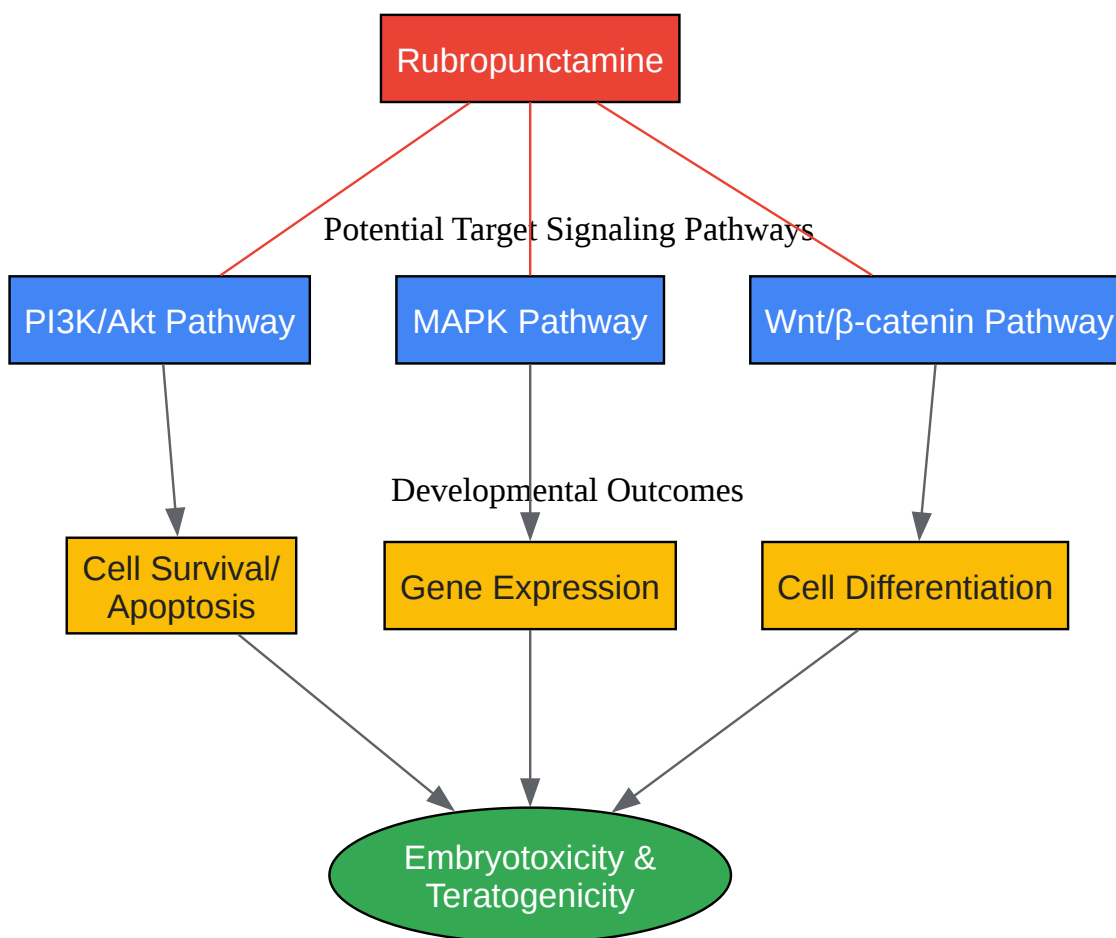 Rubropunctamine
Potential Target Signaling Pathways
PI3K/Akt Pathway
MAPK Pathway
Wnt/β-catenin Pathway
Developmental Outcomes
Cell Survival/
Apoptosis
Gene Expression
Cell Differentiation
Embryotoxicity &
Teratogenicity